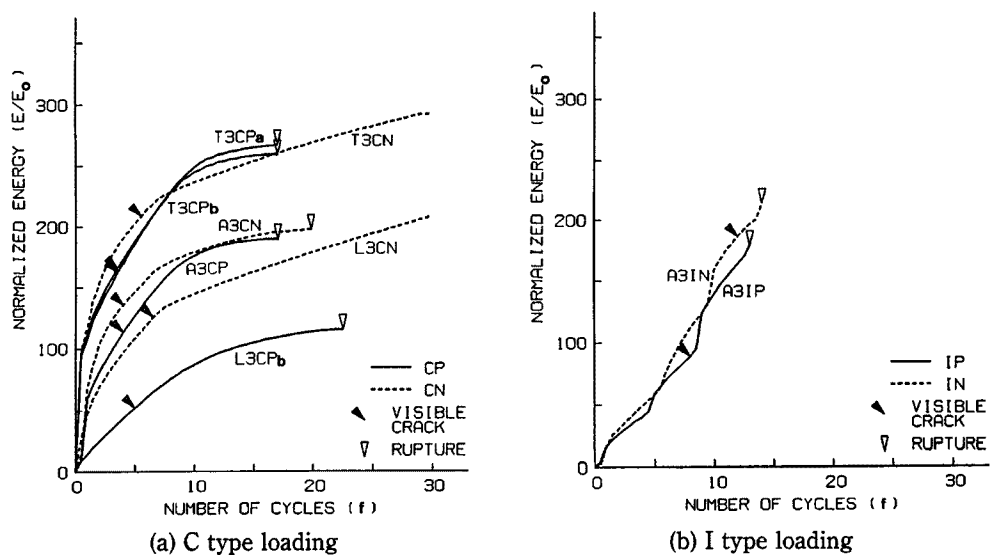 NORMALIZED ENERGY (E/Eo)
300
200
100
0
0
10
20
30
NUMBER OF CYCLES (f)
T3CPa
T3CN
T3CPb
A3CN
A3CP
L3CN
L3CPb
CP
CN
VISIBLE
CRACK
RUPTURE
(a) C type loading
NORMALIZED ENERGY (E/Eo)
300
200
100
0
0
10
20
30
NUMBER OF CYCLES (f)
A3IN
A3IP
IP
IN
VISIBLE
CRACK
RUPTURE
(b) I type loading